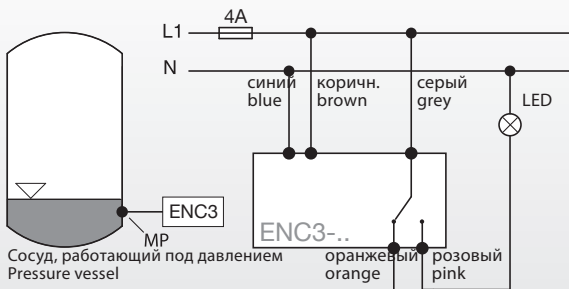 4A
L1
N
синий коричн. серый
blue brown grey
LED
ENC3
ENC3-..
MP
Сосуд, работающий под давлением
Pressure vessel
оранжевый розовый
orange pink